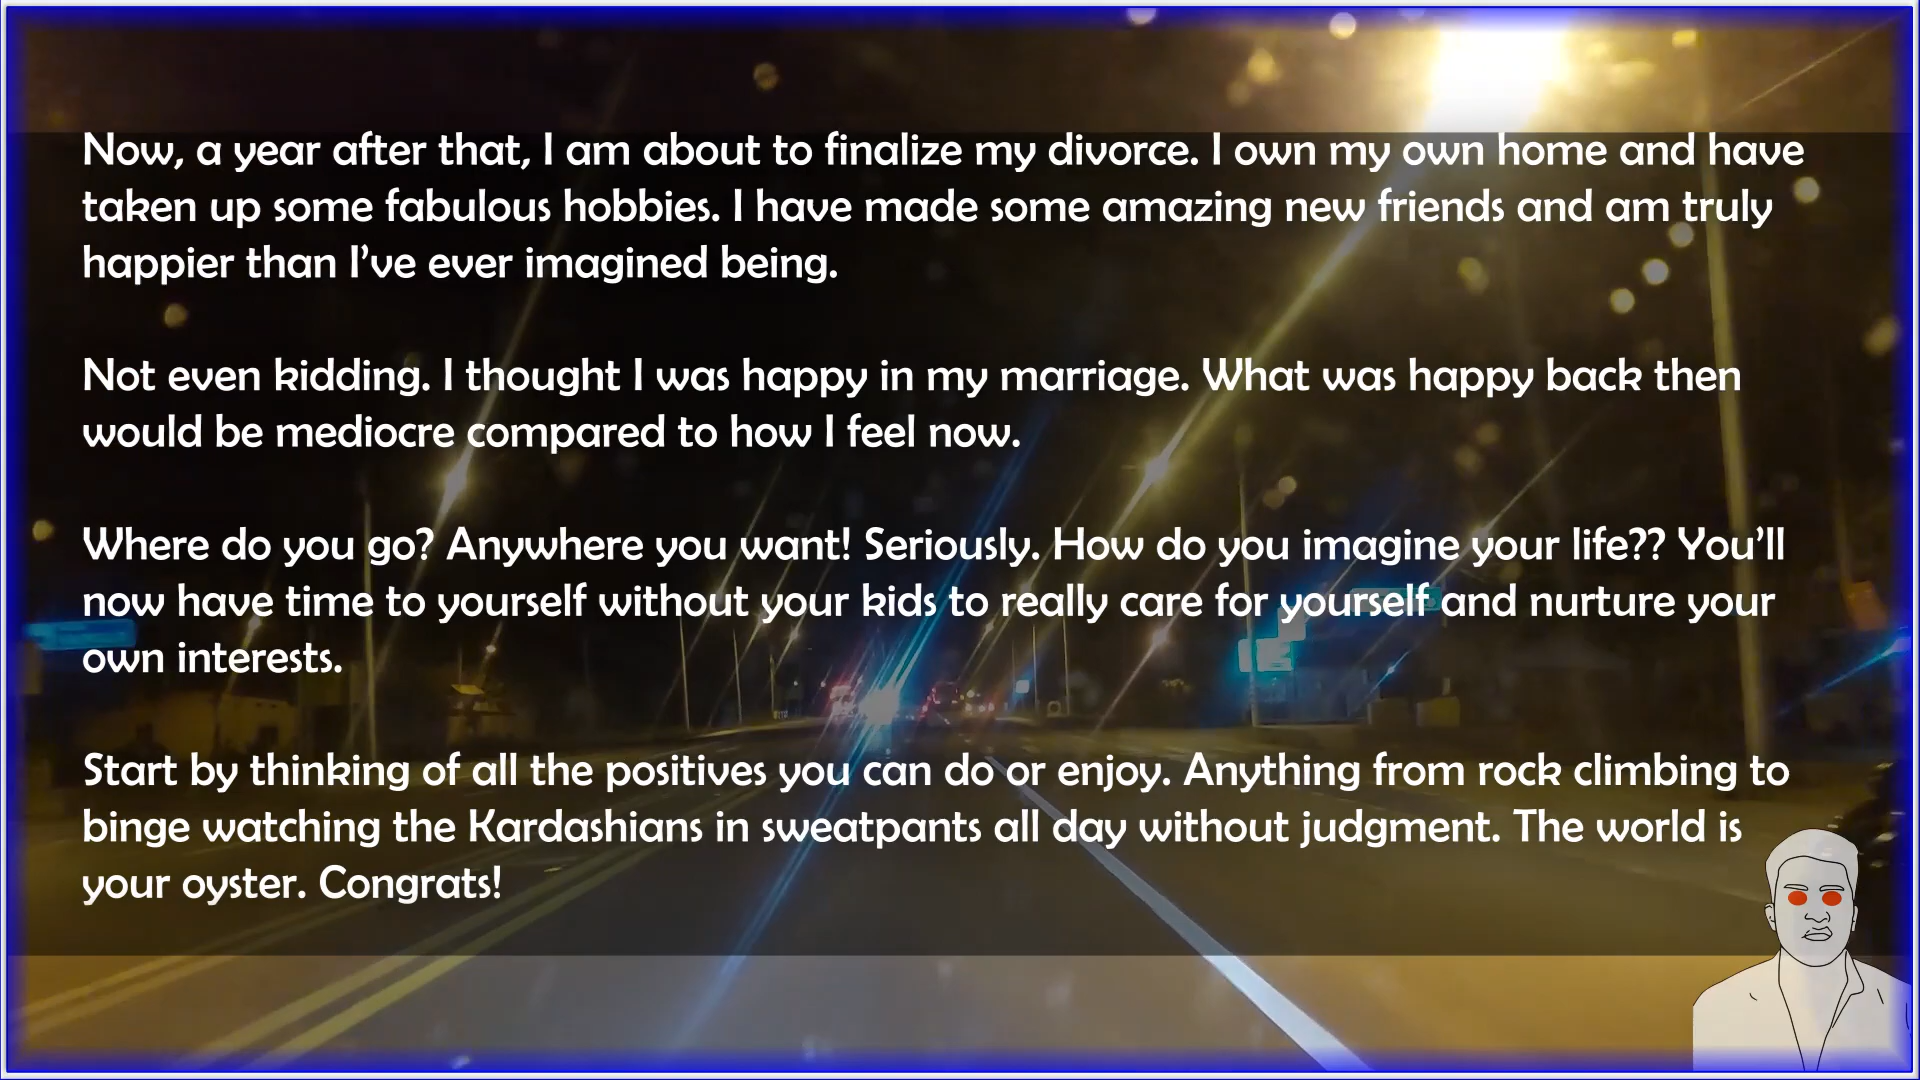 Now, a year after that, I am about to finalize my divorce. I own my own home and have
taken up some fabulous hobbies. I have made some amazing new friends and am truly
happier than I’ve ever imagined being.
Not even kidding. I thought I was happy in my marriage. What was happy back then
would be mediocre compared to how I feel now.
Where do you go? Anywhere you want! Seriously. How do you imagine your life?? You’ll
now have time to yourself without your kids to really care for yourself and nurture your
own interests.
Start by thinking of all the positives you can do or enjoy. Anything from rock climbing to
binge watching the Kardashians in sweatpants all day without judgment. The world is
your oyster. Congrats!